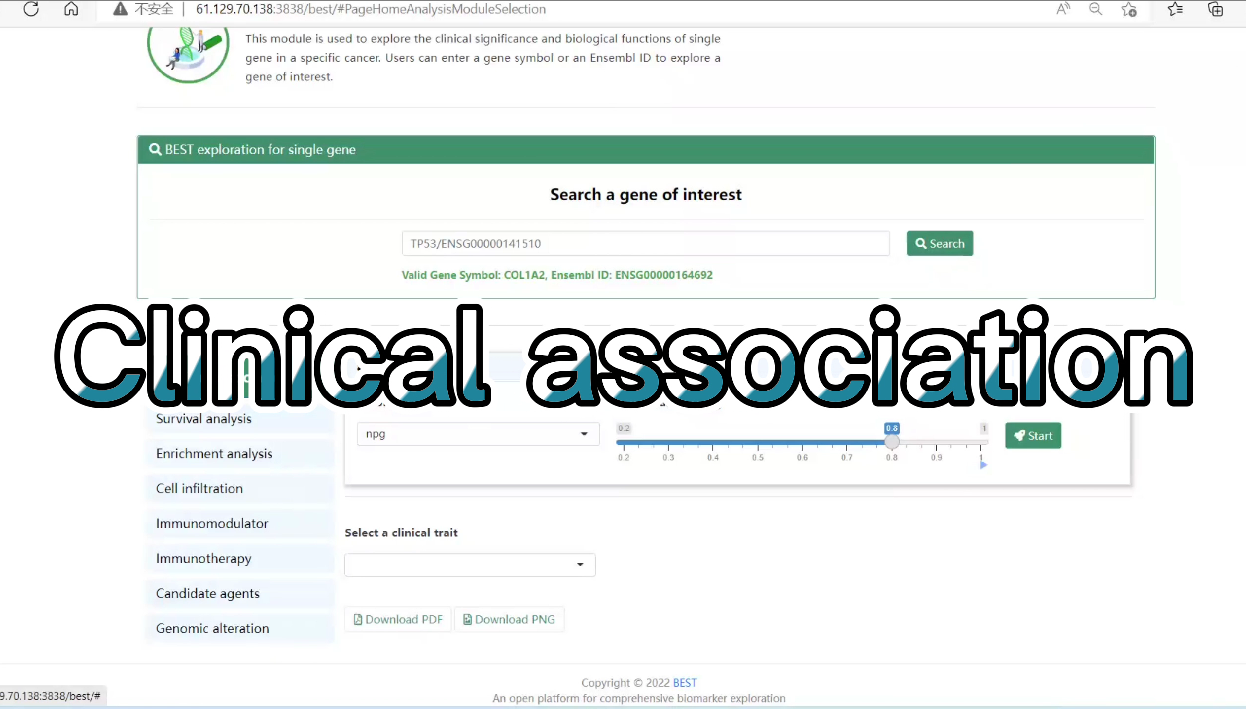 不安全
61.129.70.138:3838/best/#PageHomeAnalysisModuleSelection
This module is used to explore the clinical significance and biological functions of single
gene in a specific cancer. Users can enter a gene symbol or an Ensembl ID to explore a
gene of interest.
BEST exploration for single gene
Search a gene of interest
TP53/ENSG00000141510
Search
Valid Gene Symbol: COL1A2, Ensembl ID: ENSG00000164692
Clinical association
Survival analysis
Enrichment analysis
Cell infiltration
Immunomodulator
Immunotherapy
Candidate agents
Genomic alteration
npg
0.2 0.8 1
0.2 0.3 0.4 0.5 0.6 0.7 0.8 0.9 1
Start
Select a clinical trait
Download PDF
Download PNG
Copyright © 2022 BEST
An open platform for comprehensive biomarker exploration
9.70.138:3838/best/#